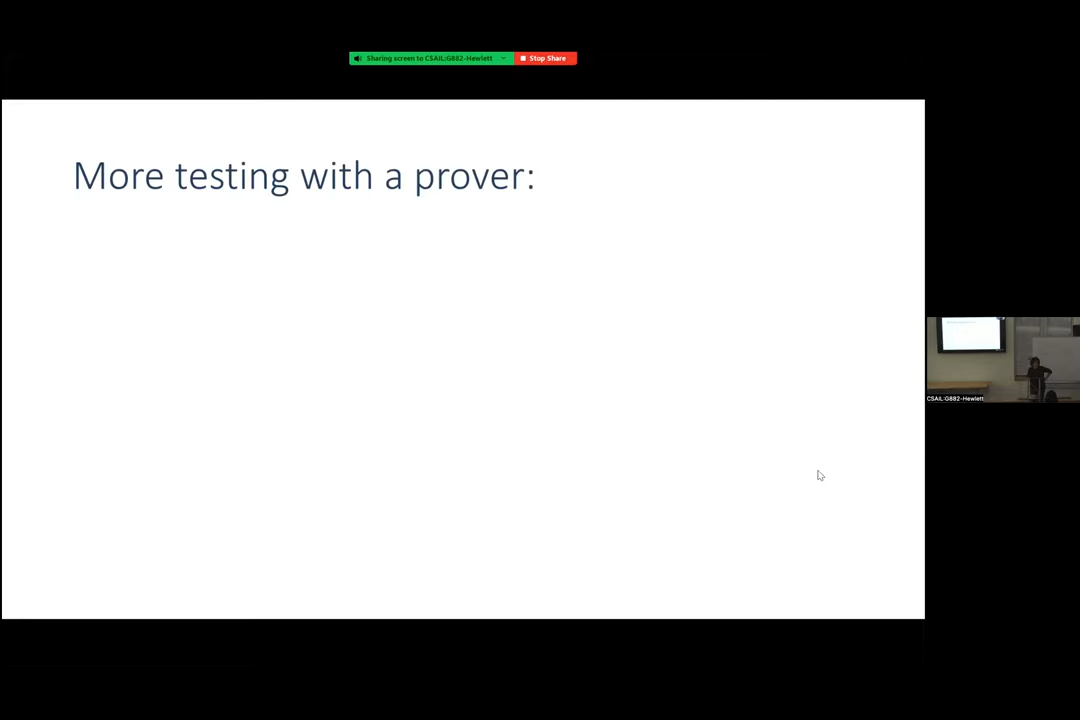 Sharing screen to CSAIL:G882-Hewlett
Stop Share
More testing with a prover:
CSAIL:G882-Hewlett